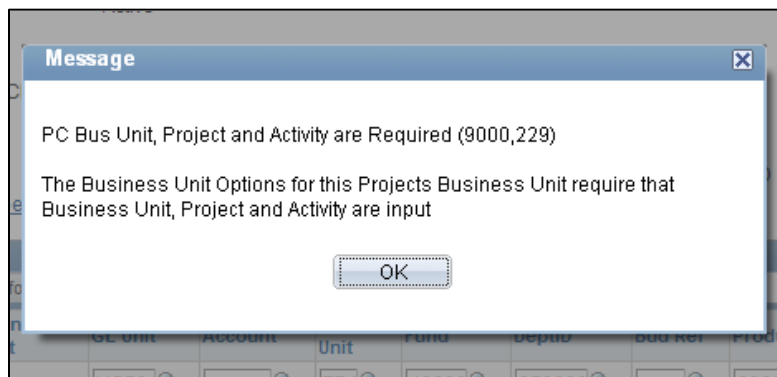 Message
PC Bus Unit, Project and Activity are Required (9000,229)
The Business Unit Options for this Projects Business Unit require that
Business Unit, Project and Activity are input
OK
GL Unit Account Unit Fund DeptID Bud Ref